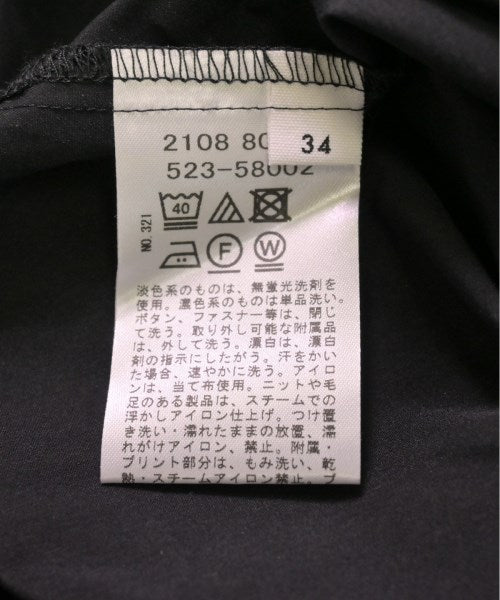 2108 80
34
523-58002
NO.321
40
F
W
淡色系のものは、無蛍光洗剤を
使用。濃色系のものは単品洗い。
ボタン、ファスナー等は、閉じ
て洗う。取り外し可能な附属品
は、外して洗う。漂白は、漂白
剤の指示にしたがう。汗をかい
た場合、速やかに洗う。アイロ
ンは、当て布使用。ニットや毛
足のある製品は、スチームでの
浮かしアイロン仕上げ。つけ置
き洗い・濡れたままの放置、濡
れがけアイロン、禁止。附属・
プリント部分は、もみ洗い、乾
熱・スチームアイロン禁止。プ